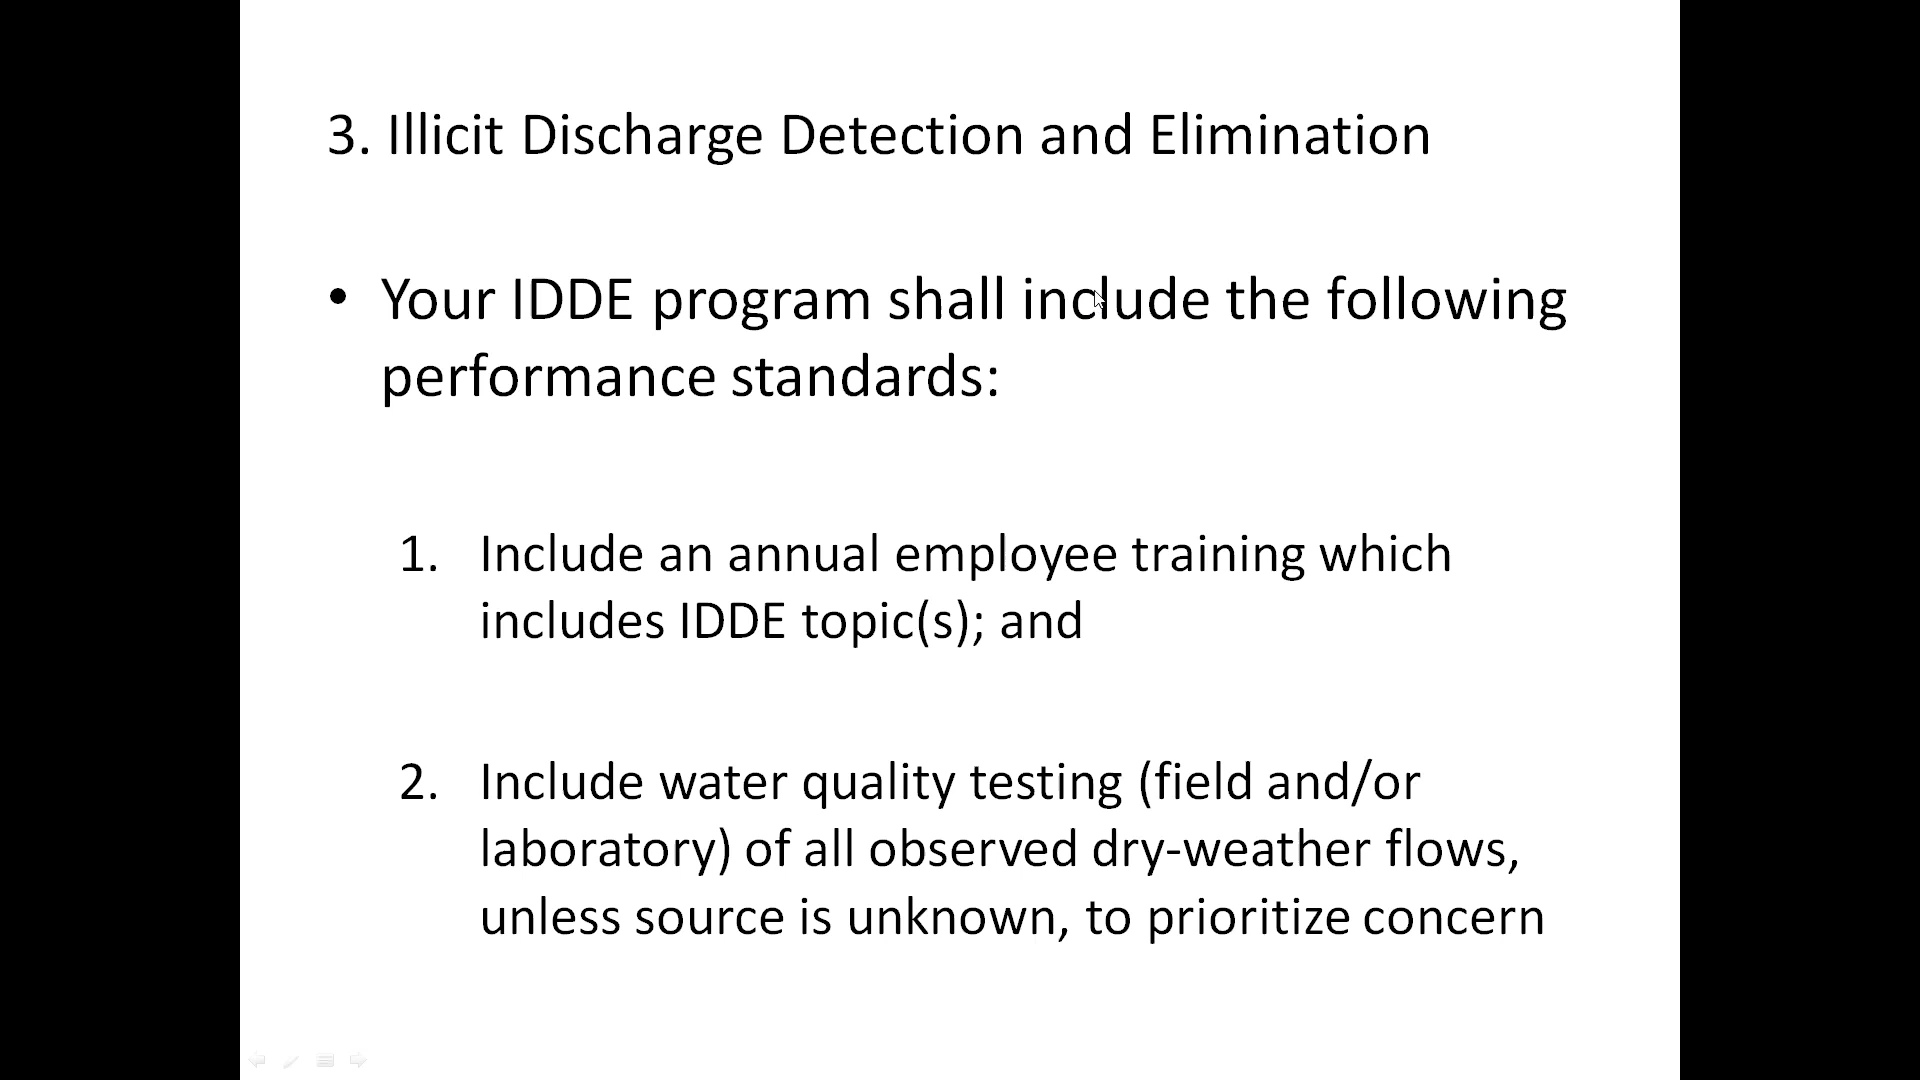 3. Illicit Discharge Detection and Elimination
• Your IDDE program shall include the following
performance standards:
1. Include an annual employee training which
includes IDDE topic(s); and
2. Include water quality testing (field and/or
laboratory) of all observed dry-weather flows,
unless source is unknown, to prioritize concern